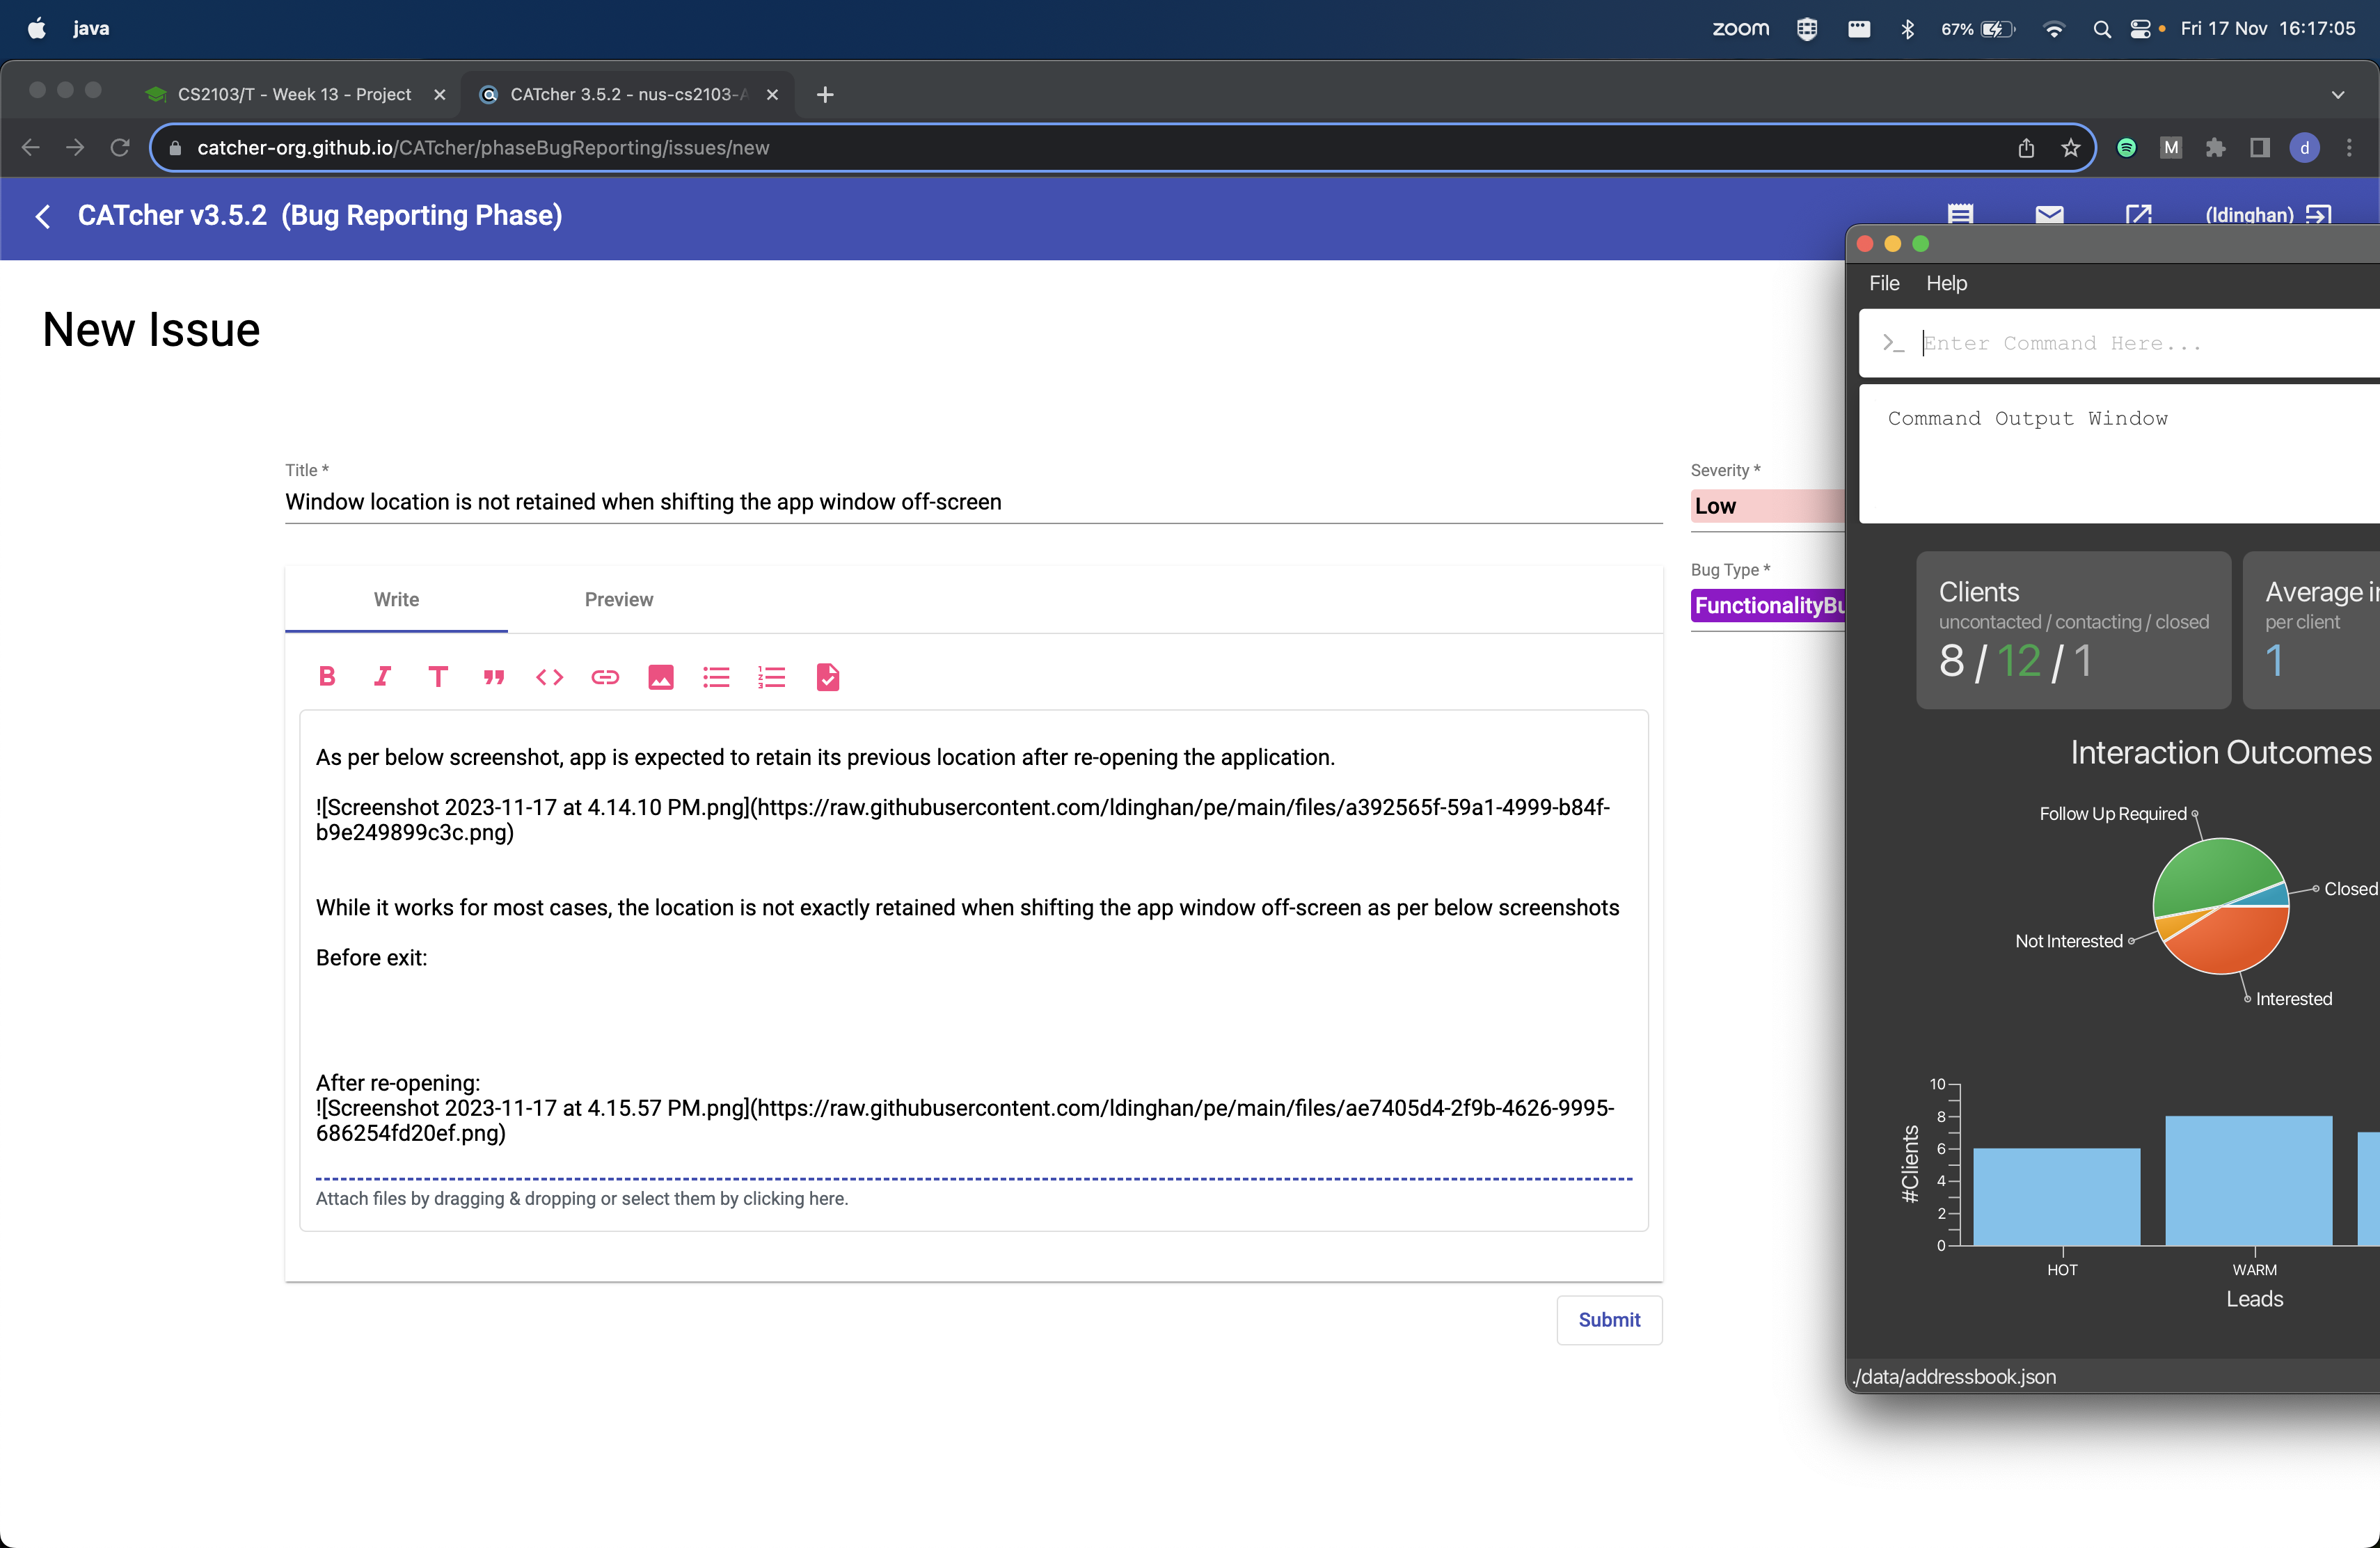 java
zoom
67%
Fri 17 Nov 16:17:05
CS2103/T - Week 13 - Project
CATcher 3.5.2 - nus-cs2103-A
catcher-org.github.io/CATcher/phaseBugReporting/issues/new
M
d
CATcher v3.5.2 (Bug Reporting Phase)
(ldinghan)
New Issue
Title *
Window location is not retained when shifting the app window off-screen
Write
Preview
As per below screenshot, app is expected to retain its previous location after re-opening the application.
![Screenshot 2023-11-17 at 4.14.10 PM.png](https://raw.githubusercontent.com/ldinghan/pe/main/files/a392565f-59a1-4999-b84f-
b9e249899c3c.png)
While it works for most cases, the location is not exactly retained when shifting the app window off-screen as per below screenshots
Before exit:
After re-opening:
![Screenshot 2023-11-17 at 4.15.57 PM.png](https://raw.githubusercontent.com/ldinghan/pe/main/files/ae7405d4-2f9b-4626-9995-
686254fd20ef.png)
Attach files by dragging & dropping or select them by clicking here.
Submit
Severity *
Low
Bug Type *
FunctionalityBu
File Help
Enter Command Here...
Command Output Window
Clients
uncontacted / contacting / closed
8 / 12 / 1
Average in
per client
1
Interaction Outcomes
Follow Up Required
Closed
Not Interested
Interested
#Clients
10
8
6
4
2
0
HOT
WARM
Leads
./data/addressbook.json